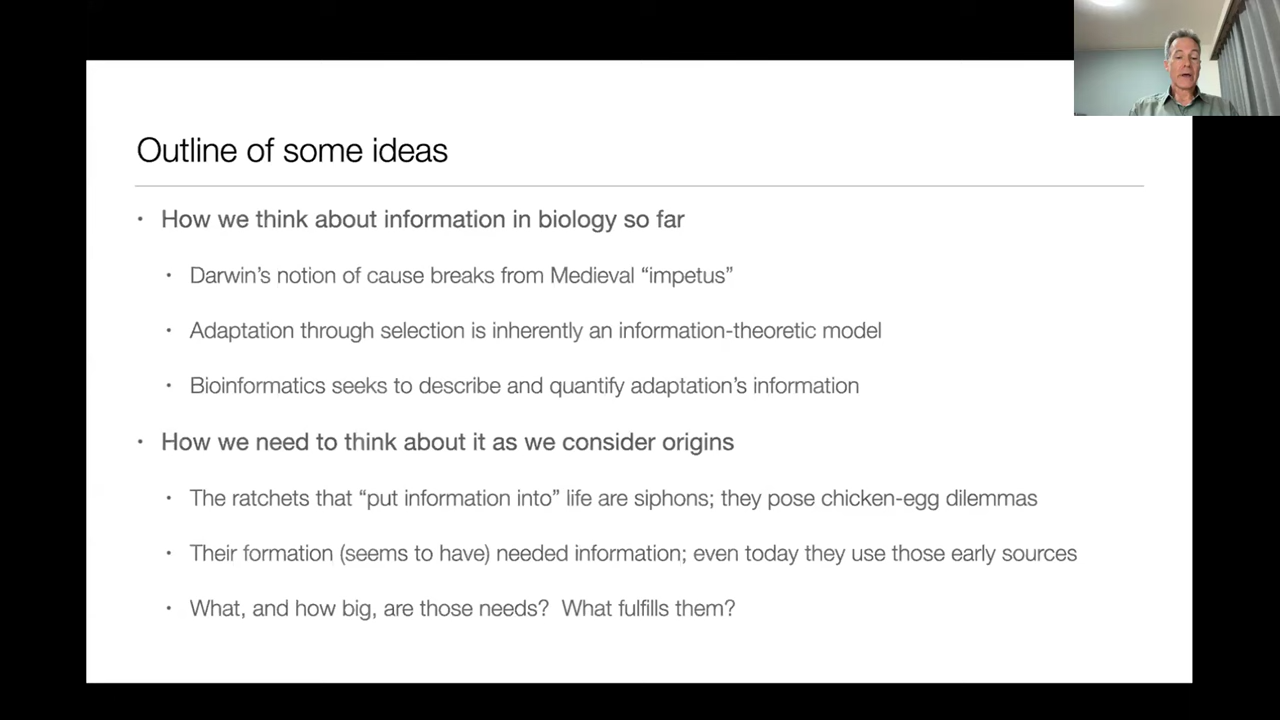 Outline of some ideas
• How we think about information in biology so far
• Darwin’s notion of cause breaks from Medieval “impetus”
• Adaptation through selection is inherently an information-theoretic model
• Bioinformatics seeks to describe and quantify adaptation’s information
• How we need to think about it as we consider origins
• The ratchets that “put information into” life are siphons; they pose chicken-egg dilemmas
• Their formation (seems to have) needed information; even today they use those early sources
• What, and how big, are those needs?  What fulfills them?